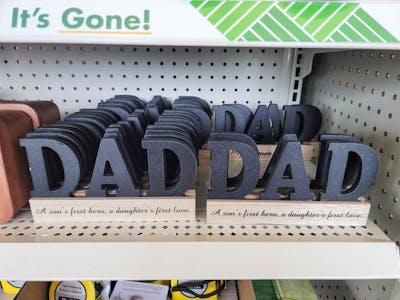 It's Gone!
DAD DAD
A son's first hero, a daughter's first love. A son's first hero, a daughter's first love.